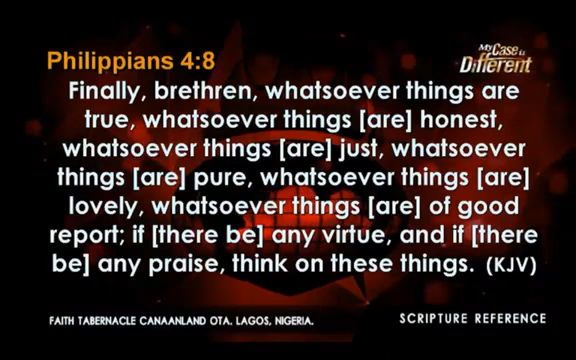 Philippians 4:8
My Case is
Different
Finally, brethren, whatsoever things are
true, whatsoever things [are] honest,
whatsoever things [are] just, whatsoever
things [are] pure, whatsoever things [are]
lovely, whatsoever things [are] of good
report; if [there be] any virtue, and if [there
be] any praise, think on these things. (KJV)
FAITH TABERNACLE CANAANLAND OTA. LAGOS, NIGERIA.
SCRIPTURE REFERENCE